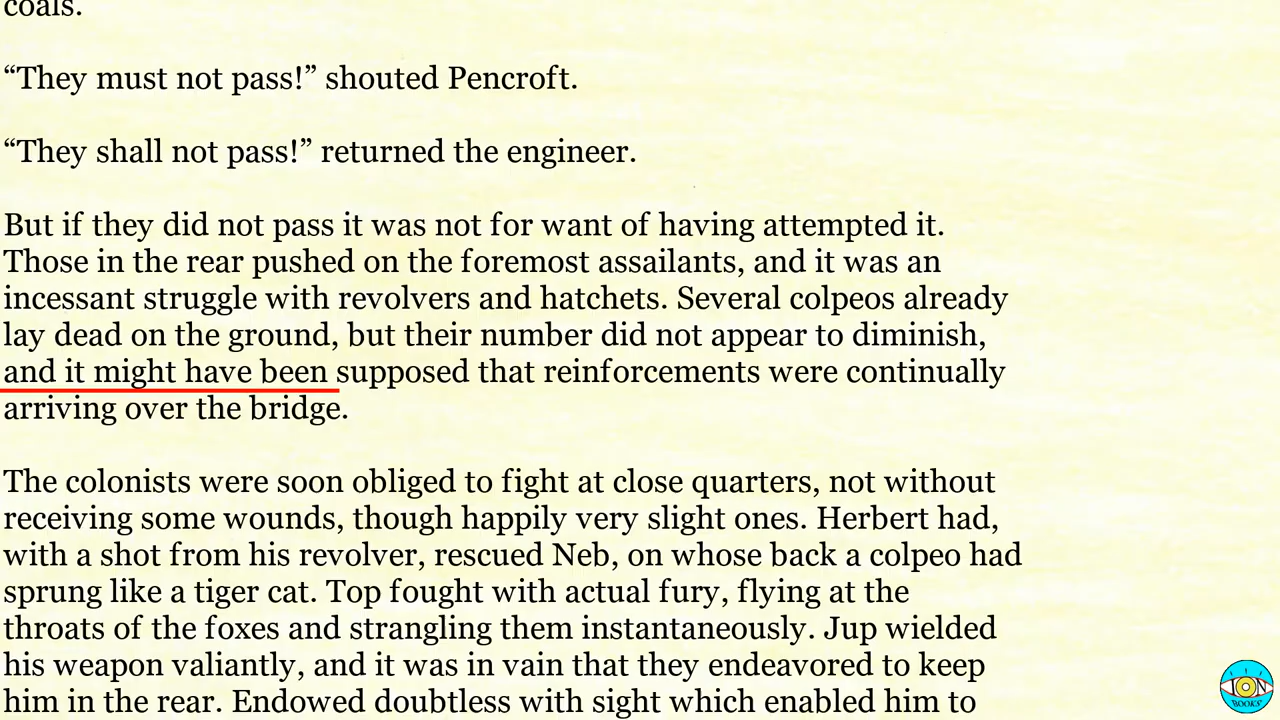 coals.
“They must not pass!” shouted Pencroft.
“They shall not pass!” returned the engineer.
But if they did not pass it was not for want of having attempted it.
Those in the rear pushed on the foremost assailants, and it was an
incessant struggle with revolvers and hatchets. Several colpeos already
lay dead on the ground, but their number did not appear to diminish,
and it might have been supposed that reinforcements were continually
arriving over the bridge.
The colonists were soon obliged to fight at close quarters, not without
receiving some wounds, though happily very slight ones. Herbert had,
with a shot from his revolver, rescued Neb, on whose back a colpeo had
sprung like a tiger cat. Top fought with actual fury, flying at the
throats of the foxes and strangling them instantaneously. Jup wielded
his weapon valiantly, and it was in vain that they endeavored to keep
him in the rear. Endowed doubtless with sight which enabled him to
ION
BOOKS